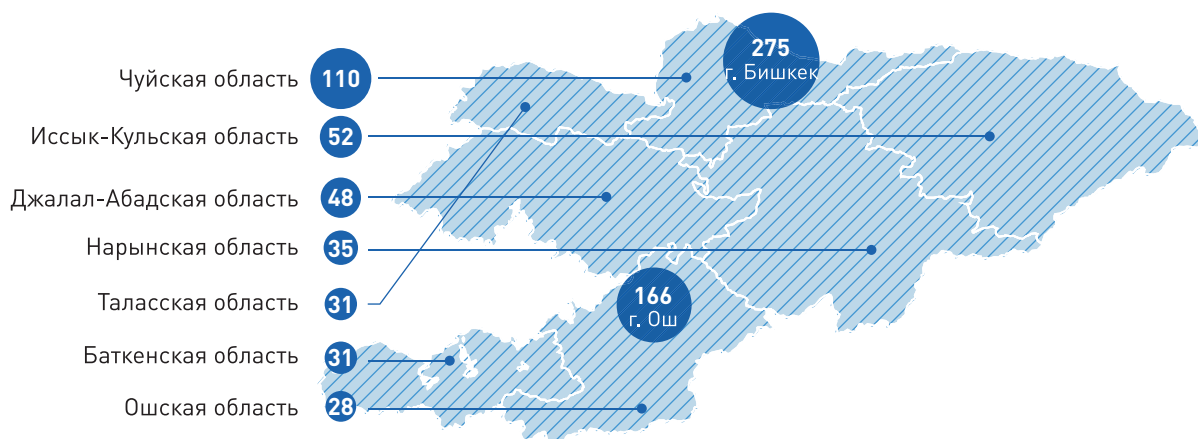 275
г. Бишкек
Чуйская область 110
Иссык-Кульская область 52
Джалал-Абадская область 48
Нарынская область 35
Таласская область 31
166
г. Ош
Баткенская область 31
Ошская область 28